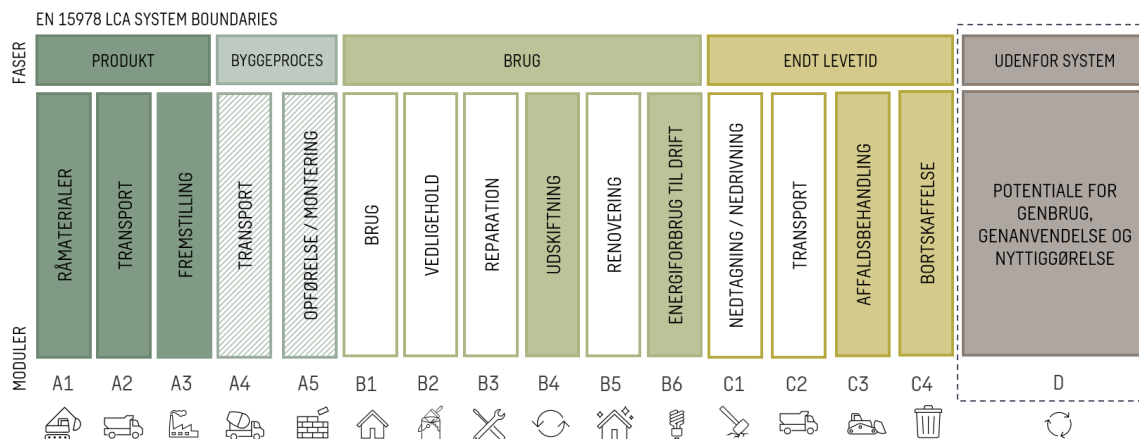 EN 15978 LCA SYSTEM BOUNDARIES
FASER
PRODUKT
BYGGEPROCES
BRUG
ENDT LEVETID
UDENFOR SYSTEM
RÅMATERIALER
TRANSPORT
FREMSTILLING
TRANSPORT
OPFØRELSE / MONTERING
BRUG
VEDLIGEHOLD
REPARATION
UDSKIFTNING
RENOVERING
ENERGIFORBRUG TIL DRIFT
NEDTAGNING / NEDRIVNING
TRANSPORT
AFFALDSBEHANDLING
BORTSKAFFELSE
POTENTIALE FOR
GENBRUG,
GENANVENDELSE OG
NYTTIGGØRELSE
MODULER
A1
A2
A3
A4
A5
B1
B2
B3
B4
B5
B6
C1
C2
C3
C4
D